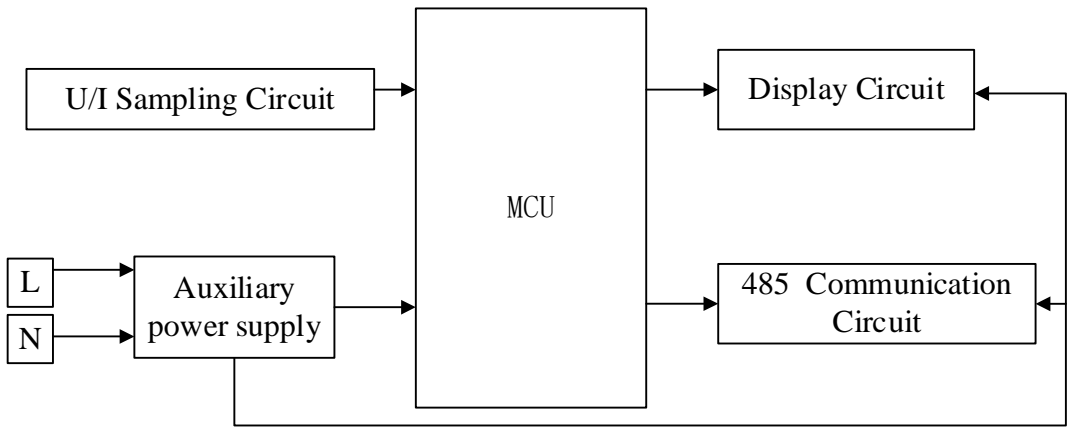 U/I Sampling Circuit
MCU
Display Circuit
L
N
Auxiliary
power supply
485 Communication
Circuit